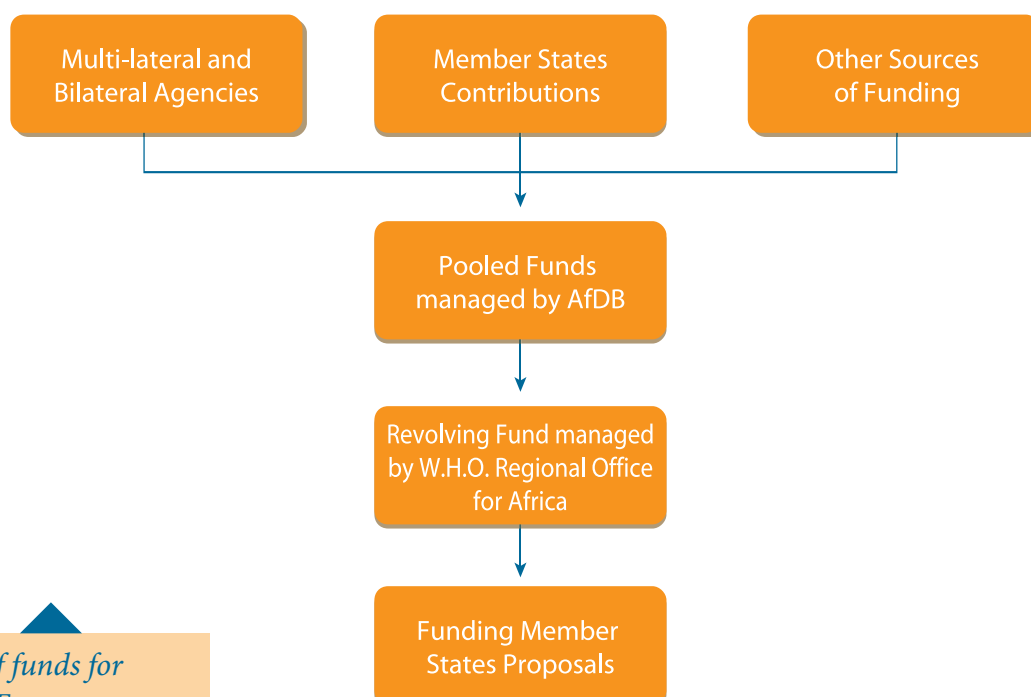 Multi-lateral and
Bilateral Agencies
Member States
Contributions
Other Sources
of Funding
Pooled Funds
managed by AfDB
Revolving Fund managed
by W.H.O. Regional Office
for Africa
Funding Member
States Proposals
funds for